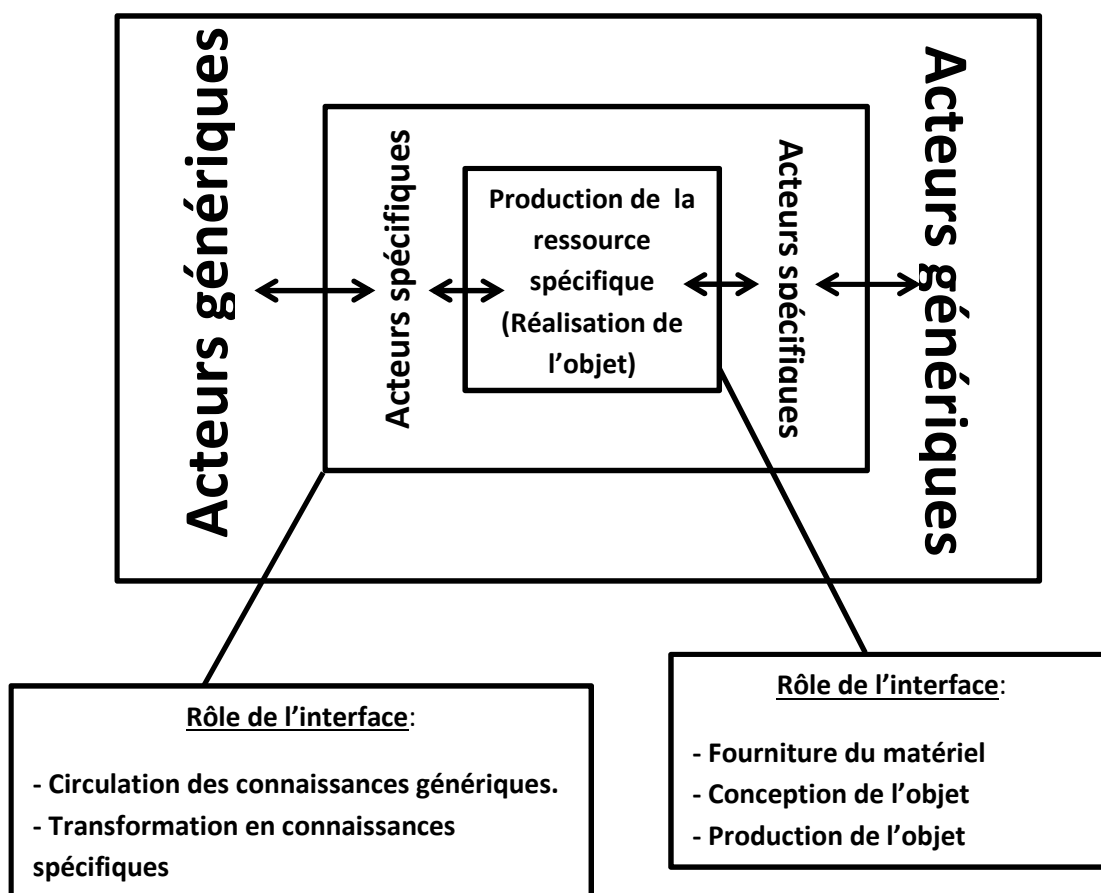 Acteurs génériques
Acteurs spécifiques
Production de la
ressource
spécifique
(Réalisation de
l’objet)
Acteurs spécifiques
Acteurs génériques
Rôle de l’interface:
- Circulation des connaissances génériques.
- Transformation en connaissances
spécifiques
Rôle de l’interface:
- Fourniture du matériel
- Conception de l’objet
- Production de l’objet